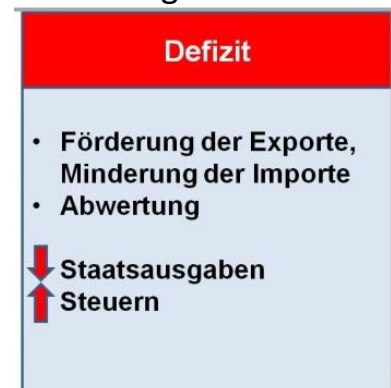 Defizit
• Förderung der Exporte,
Minderung der Importe
• Abwertung
Staatsausgaben
Steuern